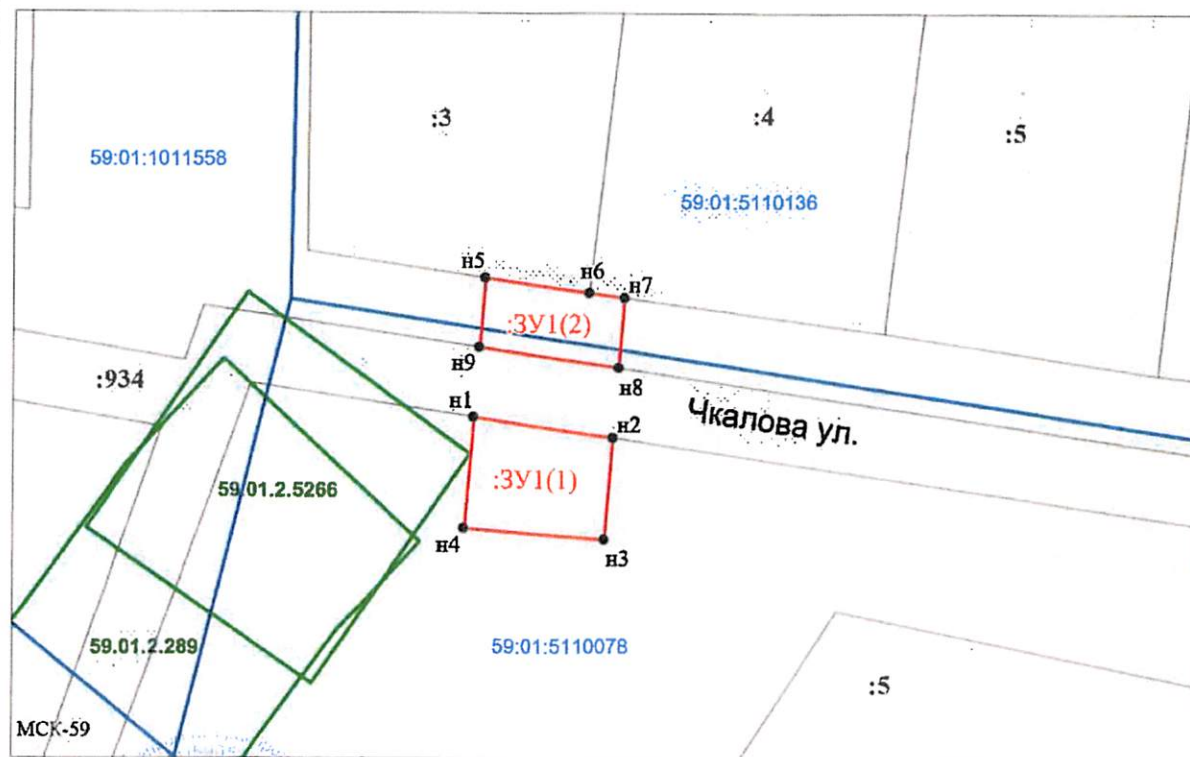 :3
:4
:5
59:01:1011558
59:01:5110136
н5
н6
н7
:ЗУ1(2)
н9
н8
:934
н1
н2
Чкалова ул.
:ЗУ1(1)
59.01.2.5266
н4
н3
59.01.2.289
59:01:5110078
:5
МСК-59